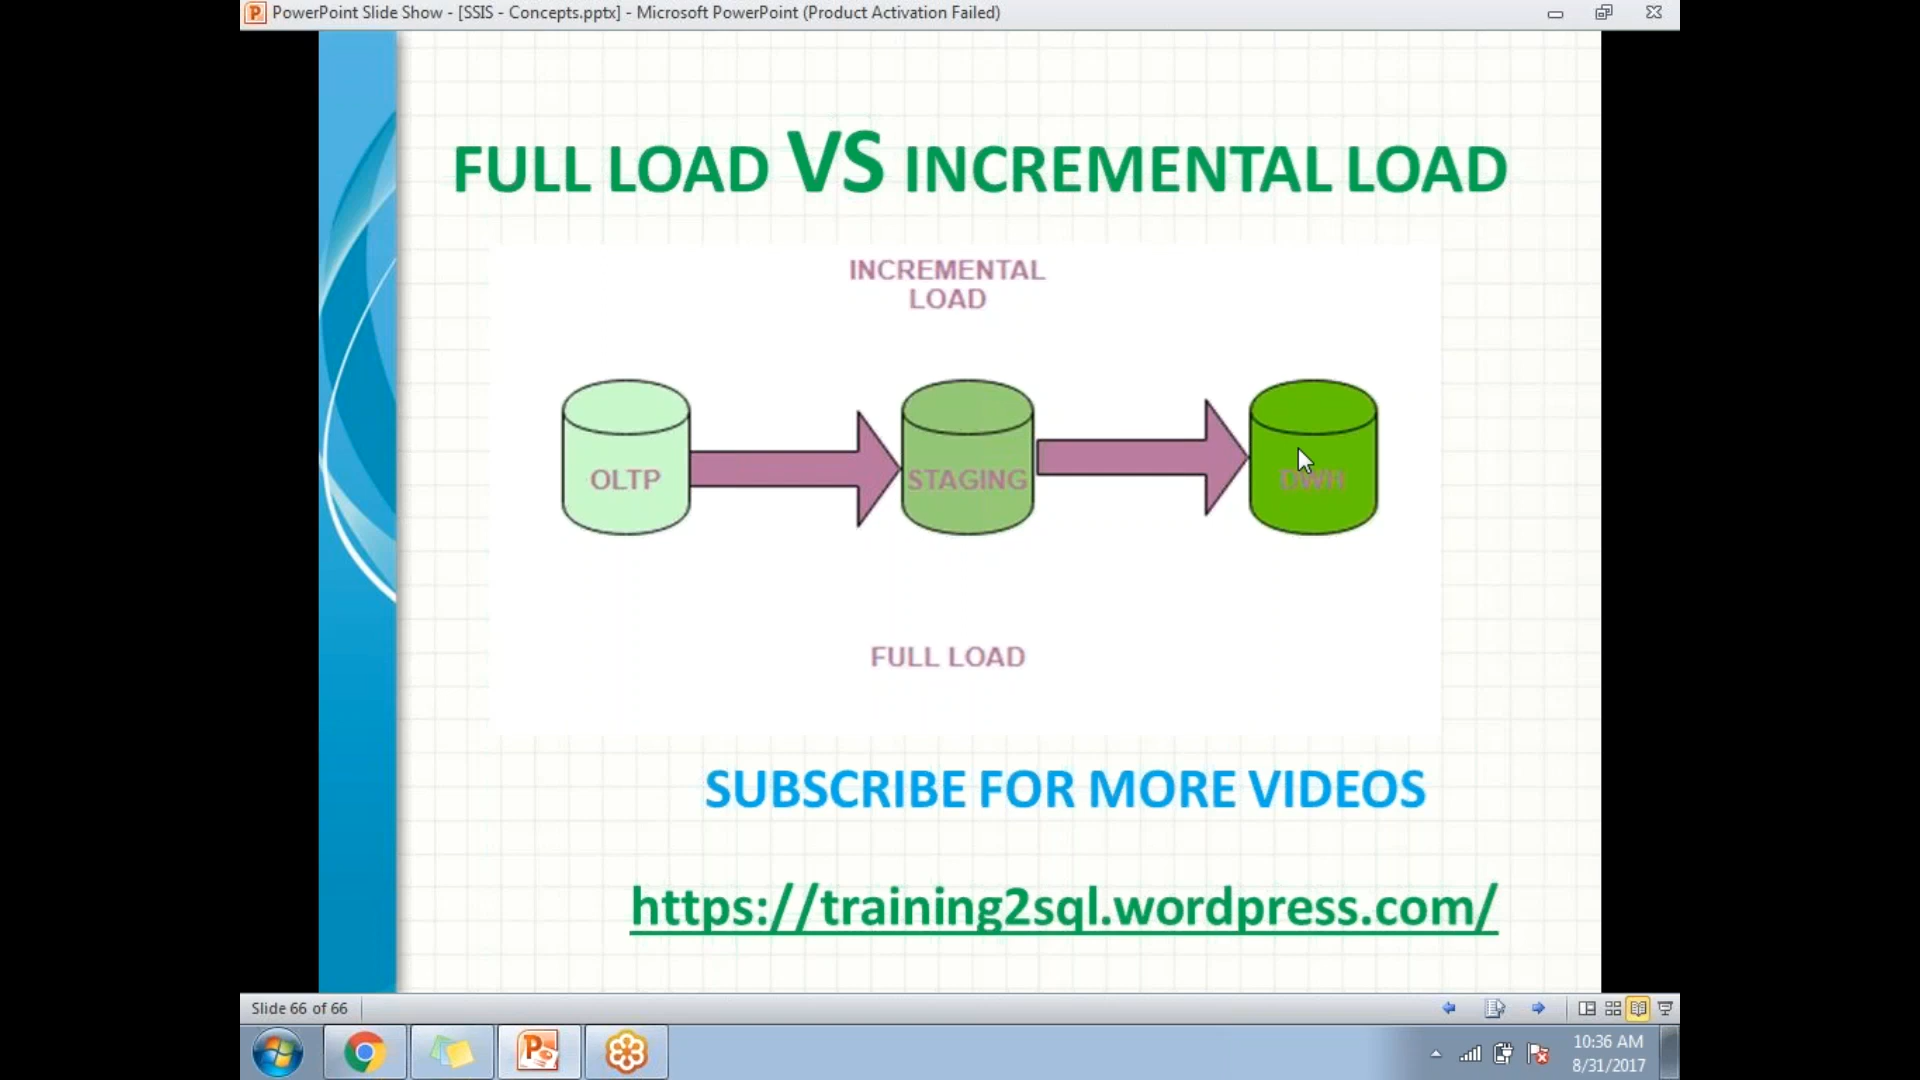 PowerPoint Slide Show - [SSIS - Concepts.pptx] - Microsoft PowerPoint (Product Activation Failed)
FULL LOAD VS INCREMENTAL LOAD
INCREMENTAL
LOAD
OLTP
STAGING
DWH
FULL LOAD
SUBSCRIBE FOR MORE VIDEOS
https://training2sql.wordpress.com/
Slide 66 of 66
10:36 AM
8/31/2017